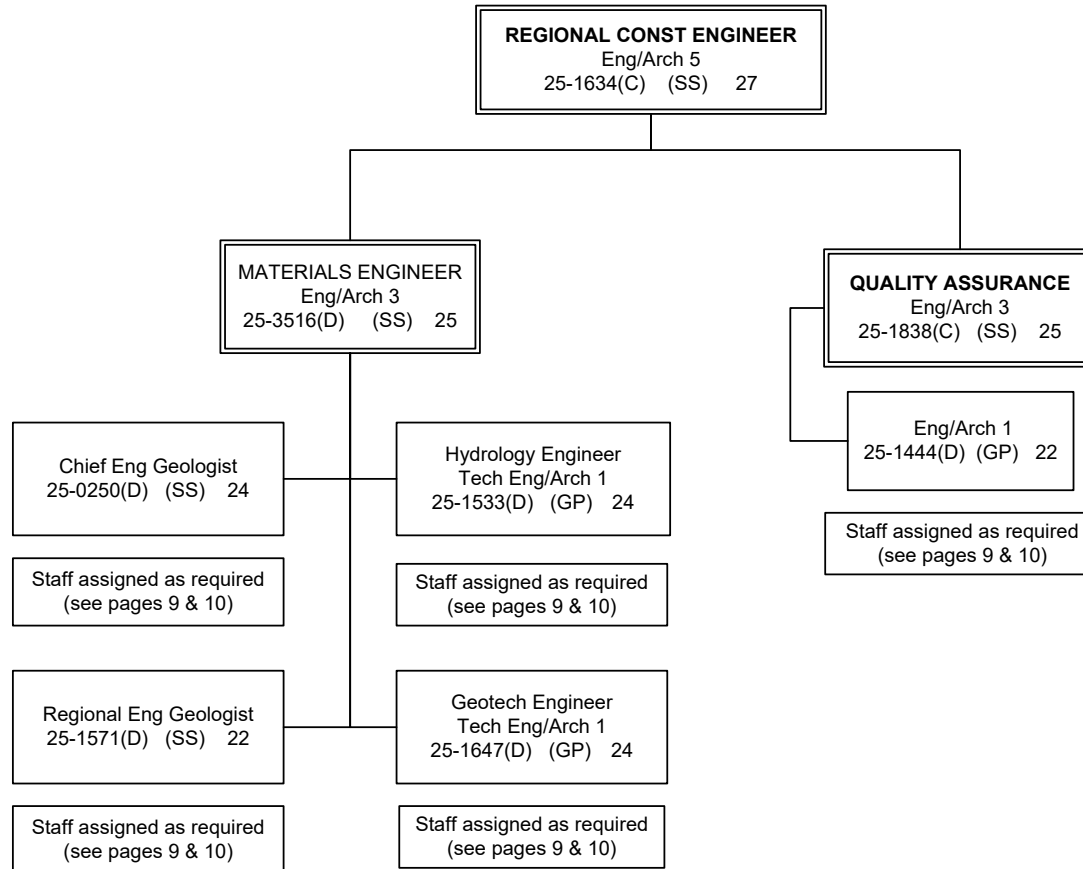 REGIONAL CONST ENGINEER
Eng/Arch 5
25-1634(C) (SS) 27
MATERIALS ENGINEER
Eng/Arch 3
25-3516(D) (SS) 25
QUALITY ASSURANCE
Eng/Arch 3
25-1838(C) (SS) 25
Eng/Arch 1
25-1444(D) (GP) 22
Staff assigned as required
(see pages 9 & 10)
Chief Eng Geologist
25-0250(D) (SS) 24
Hydrology Engineer
Tech Eng/Arch 1
25-1533(D) (GP) 24
Staff assigned as required
(see pages 9 & 10)
Staff assigned as required
(see pages 9 & 10)
Regional Eng Geologist
25-1571(D) (SS) 22
Geotech Engineer
Tech Eng/Arch 1
25-1647(D) (GP) 24
Staff assigned as required
(see pages 9 & 10)
Staff assigned as required
(see pages 9 & 10)